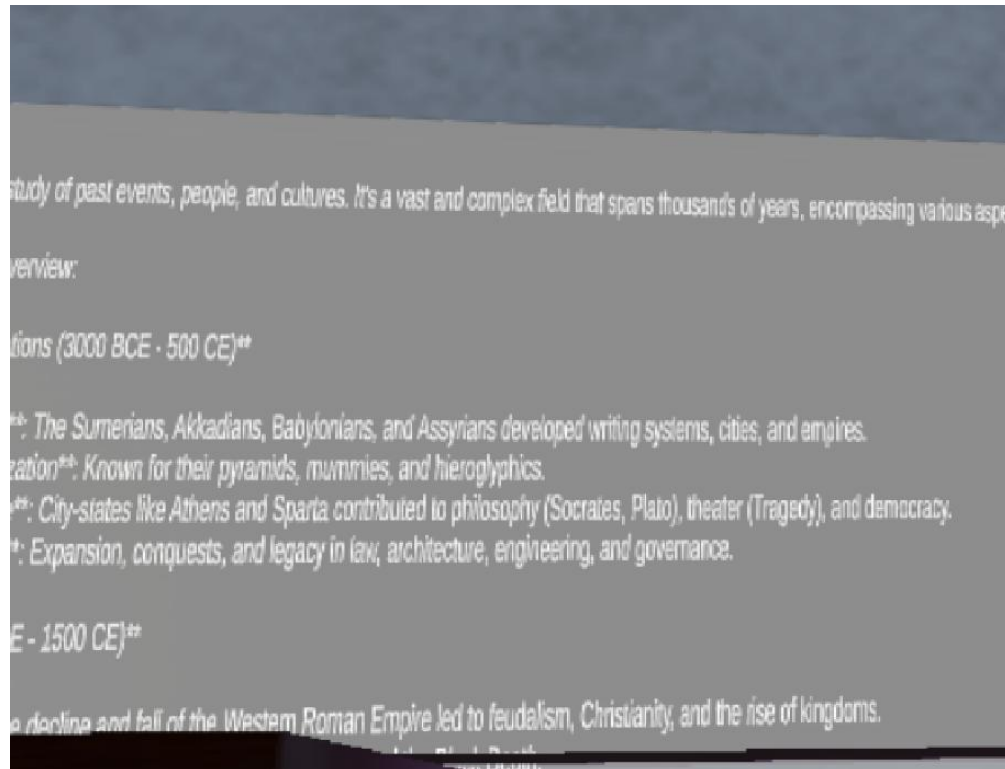 study of past events, people, and cultures. It's a vast and complex field that spans thousands of years, encompassing various aspe
verview:
tions (3000 BCE - 500 CE)**
**: The Sumerians, Akkadians, Babylonians, and Assyrians developed writing systems, cities, and empires.
zation**: Known for their pyramids, mummies, and hieroglyphics.
**: City-states like Athens and Sparta contributed to philosophy (Socrates, Plato), theater (Tragedy), and democracy.
*: Expansion, conquests, and legacy in law, architecture, engineering, and governance.
E - 1500 CE)**
e decline and fall of the Western Roman Empire led to feudalism, Christianity, and the rise of kingdoms.